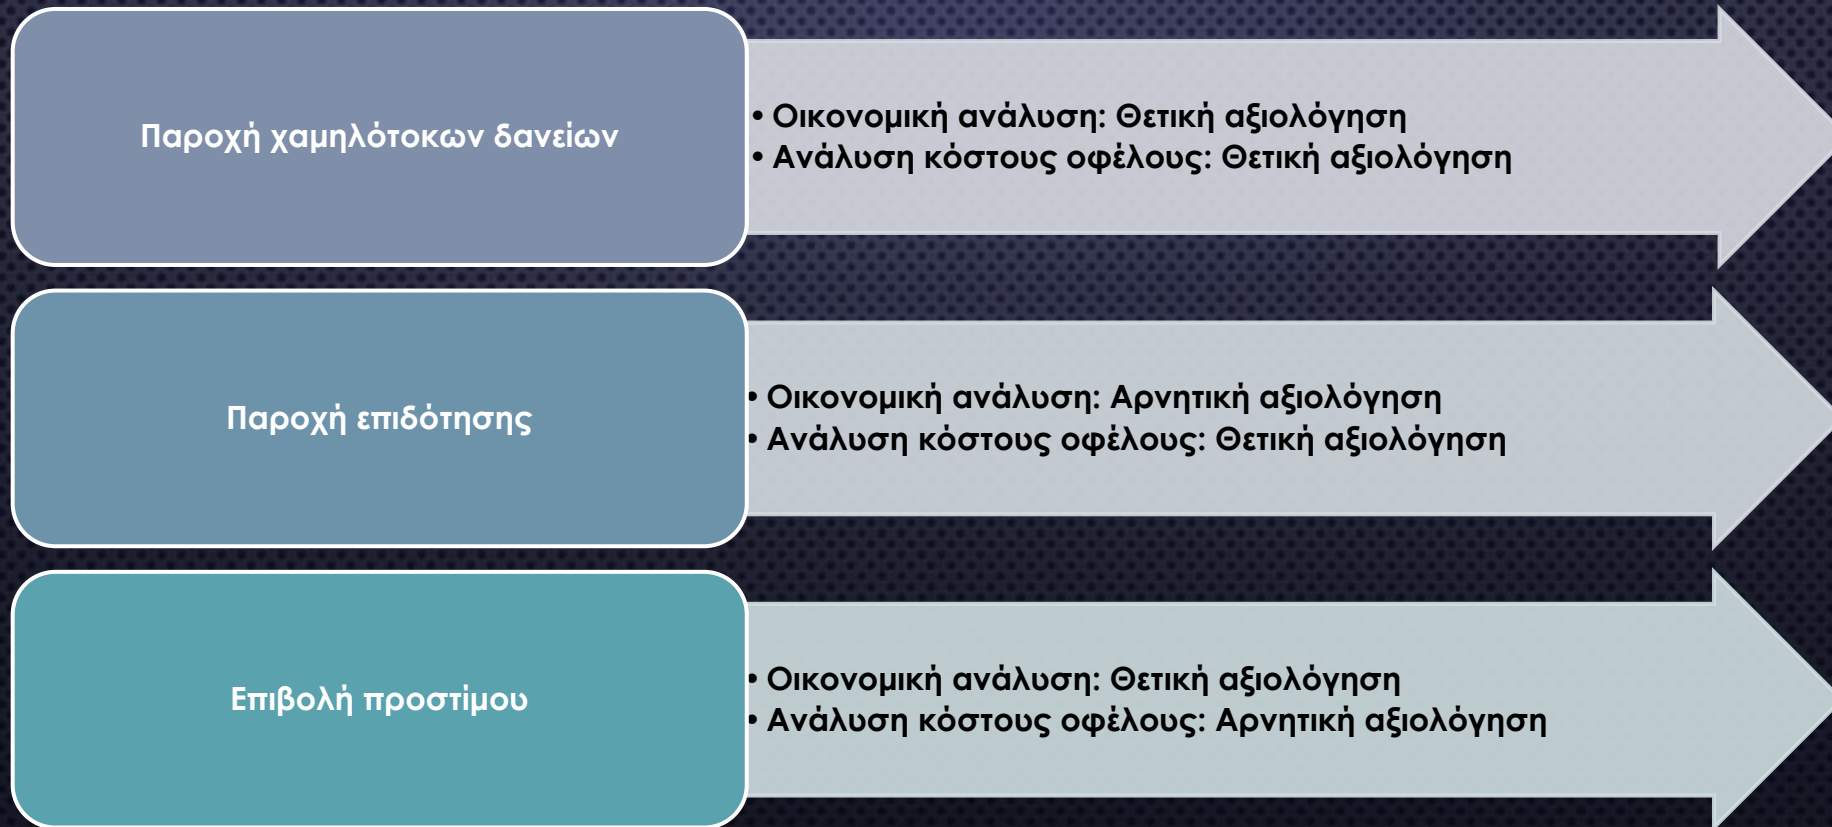 Παροχή χαμηλότοκων δανείων
• Οικονομική ανάλυση: Θετική αξιολόγηση
• Ανάλυση κόστους οφέλους: Θετική αξιολόγηση
Παροχή επιδότησης
• Οικονομική ανάλυση: Αρνητική αξιολόγηση
• Ανάλυση κόστους οφέλους: Θετική αξιολόγηση
Επιβολή προστίμου
• Οικονομική ανάλυση: Θετική αξιολόγηση
• Ανάλυση κόστους οφέλους: Αρνητική αξιολόγηση